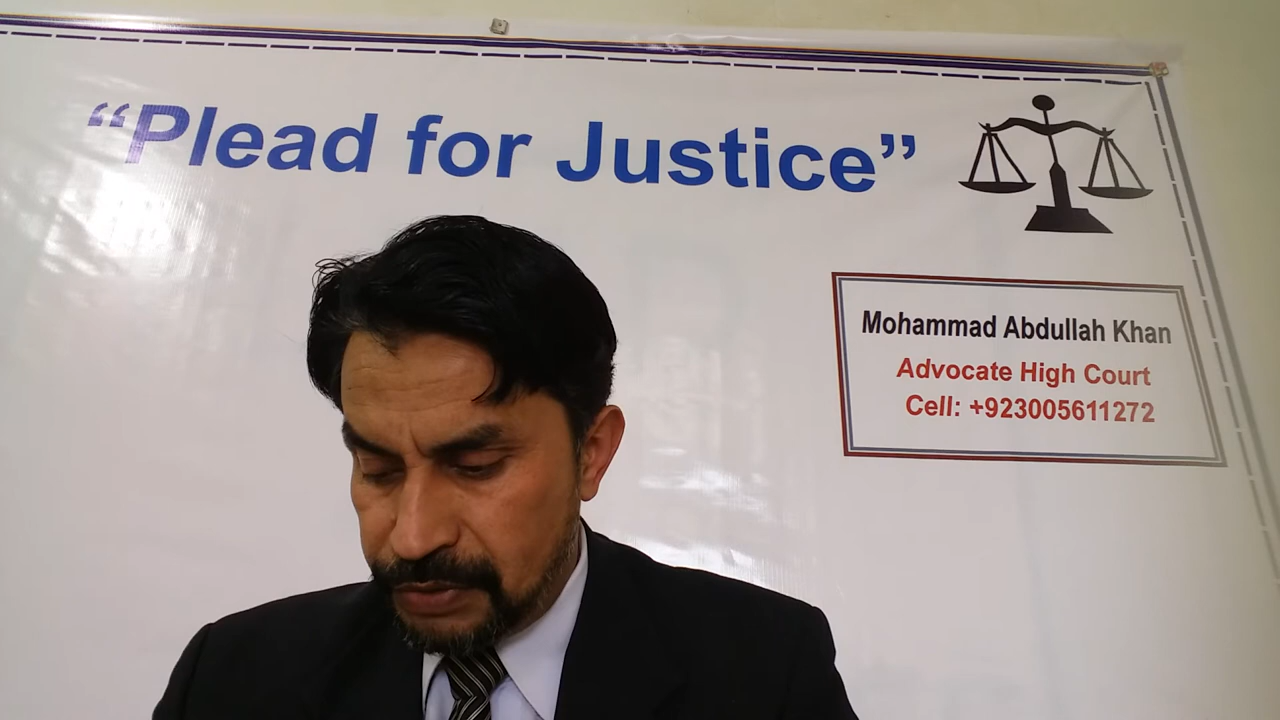 “Plead for Justice”
Mohammad Abdullah Khan
Advocate High Court
Cell: +923005611272